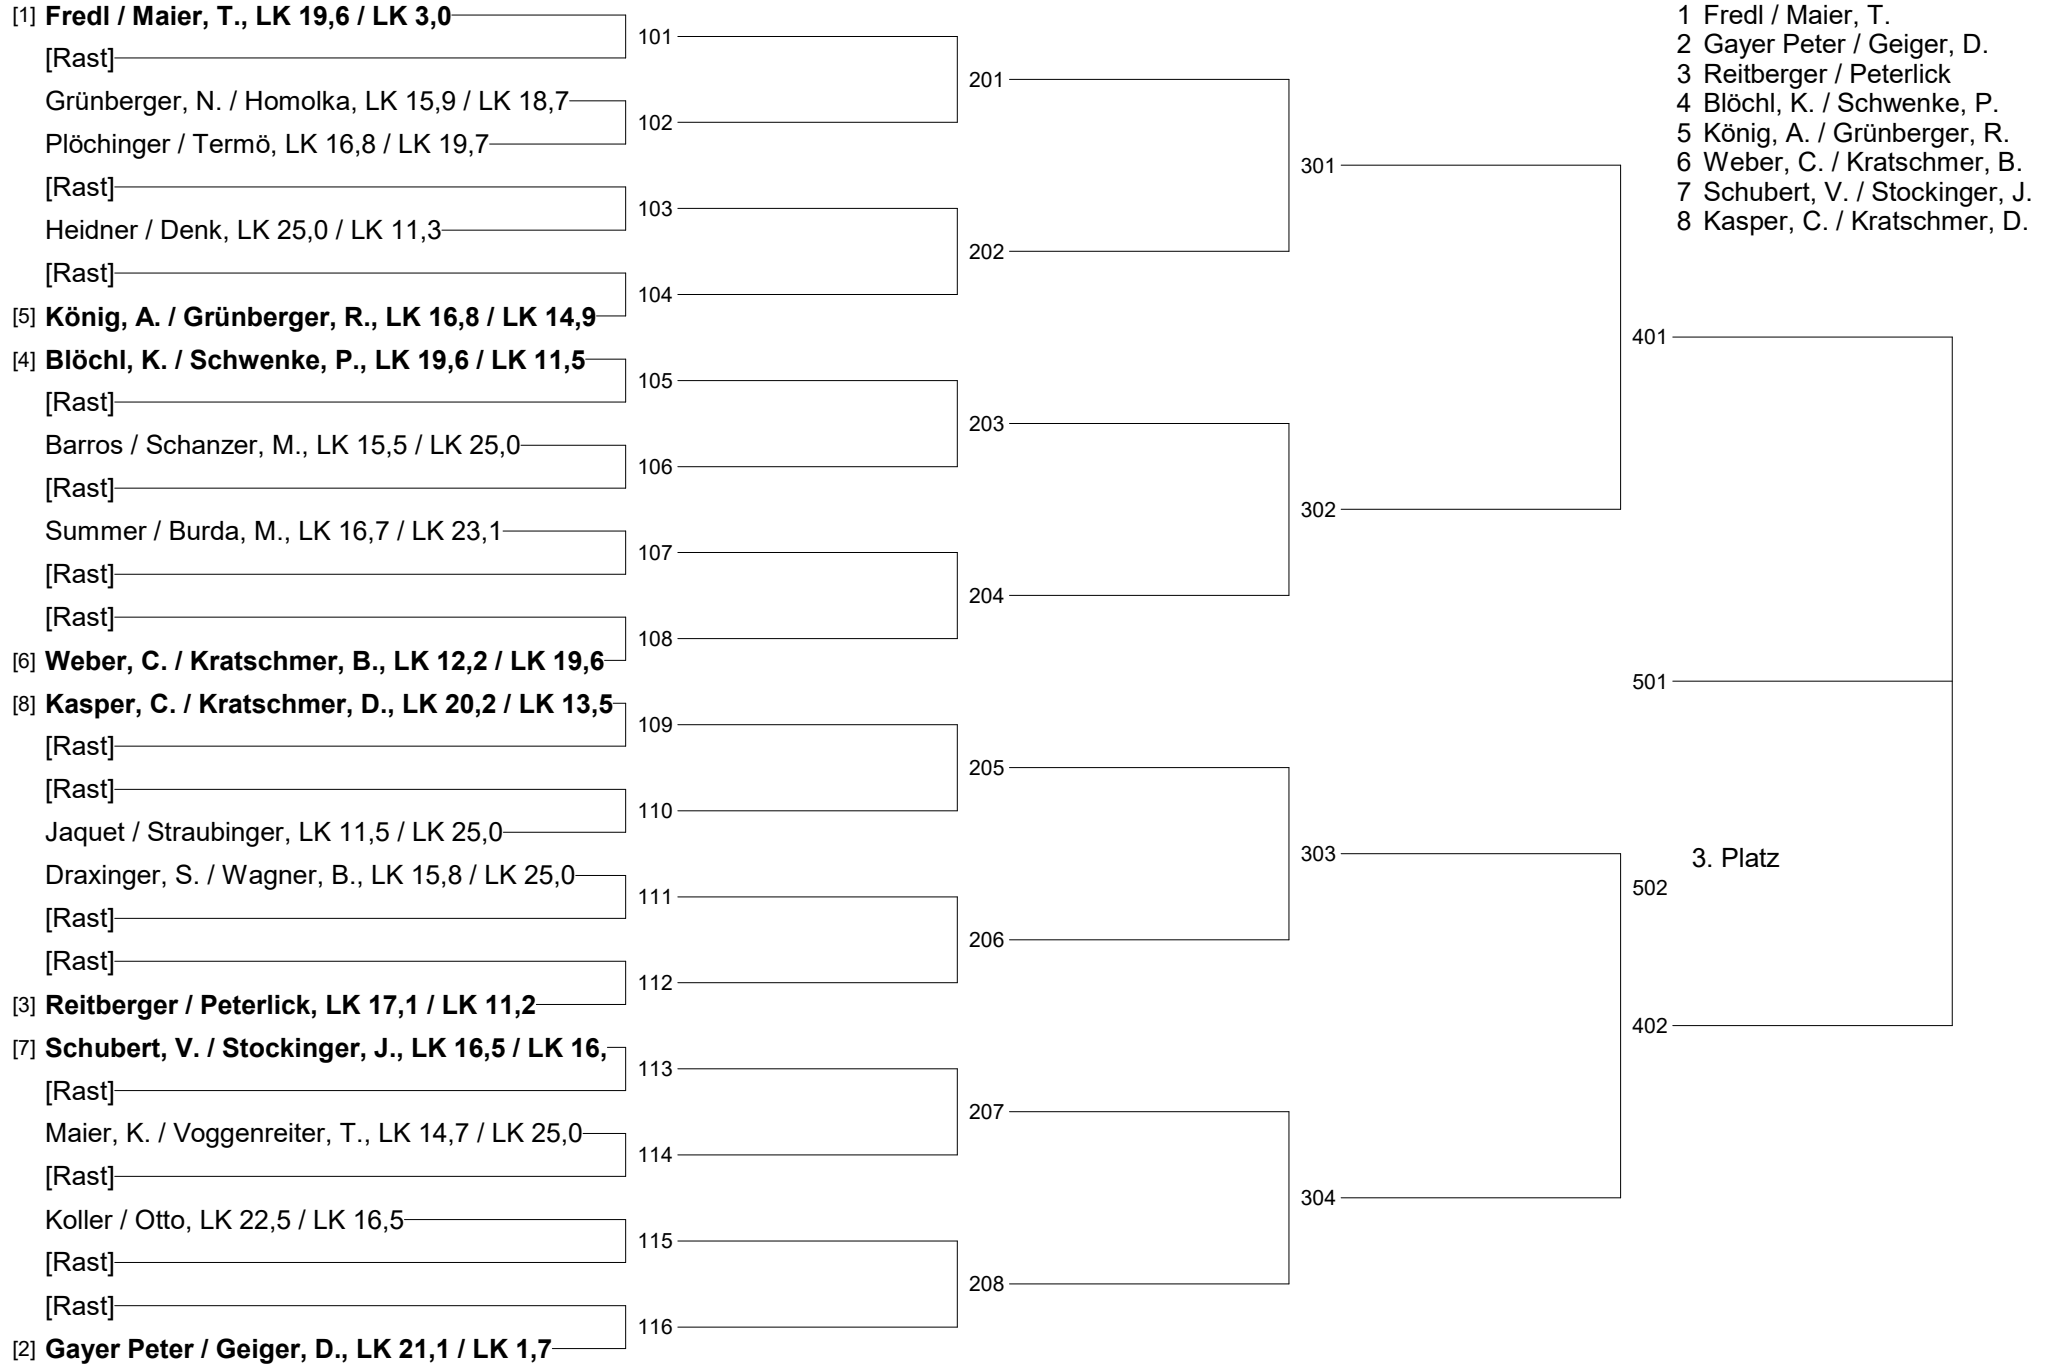 [1] Fredl / Maier, T., LK 19,6 / LK 3,0
[Rast]
Grünberger, N. / Homolka, LK 15,9 / LK 18,7
Plöchinger / Termö, LK 16,8 / LK 19,7
[Rast]
Heidner / Denk, LK 25,0 / LK 11,3
[Rast]
[5] König, A. / Grünberger, R., LK 16,8 / LK 14,9
[4] Blöchl, K. / Schwenke, P., LK 19,6 / LK 11,5
[Rast]
Barros / Schanzer, M., LK 15,5 / LK 25,0
[Rast]
Summer / Burda, M., LK 16,7 / LK 23,1
[Rast]
[Rast]
[6] Weber, C. / Kratschmer, B., LK 12,2 / LK 19,6
[8] Kasper, C. / Kratschmer, D., LK 20,2 / LK 13,5
[Rast]
[Rast]
Jaquet / Straubinger, LK 11,5 / LK 25,0
Draxinger, S. / Wagner, B., LK 15,8 / LK 25,0
[Rast]
[Rast]
[3] Reitberger / Peterlick, LK 17,1 / LK 11,2
[7] Schubert, V. / Stockinger, J., LK 16,5 / LK 16,
[Rast]
Maier, K. / Voggenreiter, T., LK 14,7 / LK 25,0
[Rast]
Koller / Otto, LK 22,5 / LK 16,5
[Rast]
[Rast]
[2] Gayer Peter / Geiger, D., LK 21,1 / LK 1,7
101
102
103
104
105
106
107
108
109
110
111
112
113
114
115
116
201
202
203
204
205
206
207
208
301
302
303
304
401
501
3. Platz
502
402
1 Fredl / Maier, T.
2 Gayer Peter / Geiger, D.
3 Reitberger / Peterlick
4 Blöchl, K. / Schwenke, P.
5 König, A. / Grünberger, R.
6 Weber, C. / Kratschmer, B.
7 Schubert, V. / Stockinger, J.
8 Kasper, C. / Kratschmer, D.